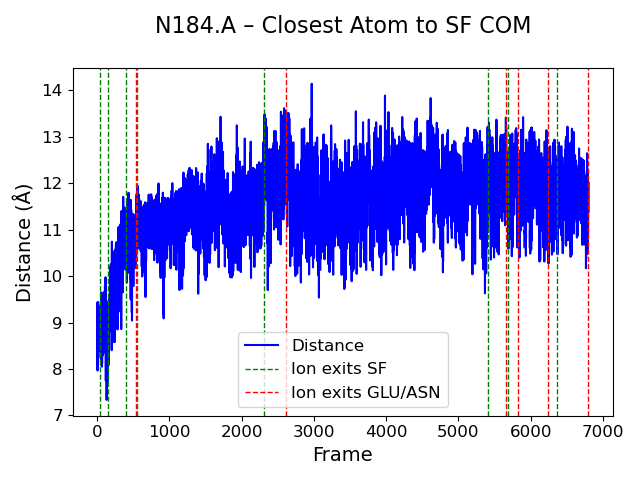 N184.A – Closest Atom to SF COM
Distance (Å)
14
13
12
11
10
9
8
7
Distance
Ion exits SF
Ion exits GLU/ASN
0 1000 2000 3000 4000 5000 6000 7000
Frame